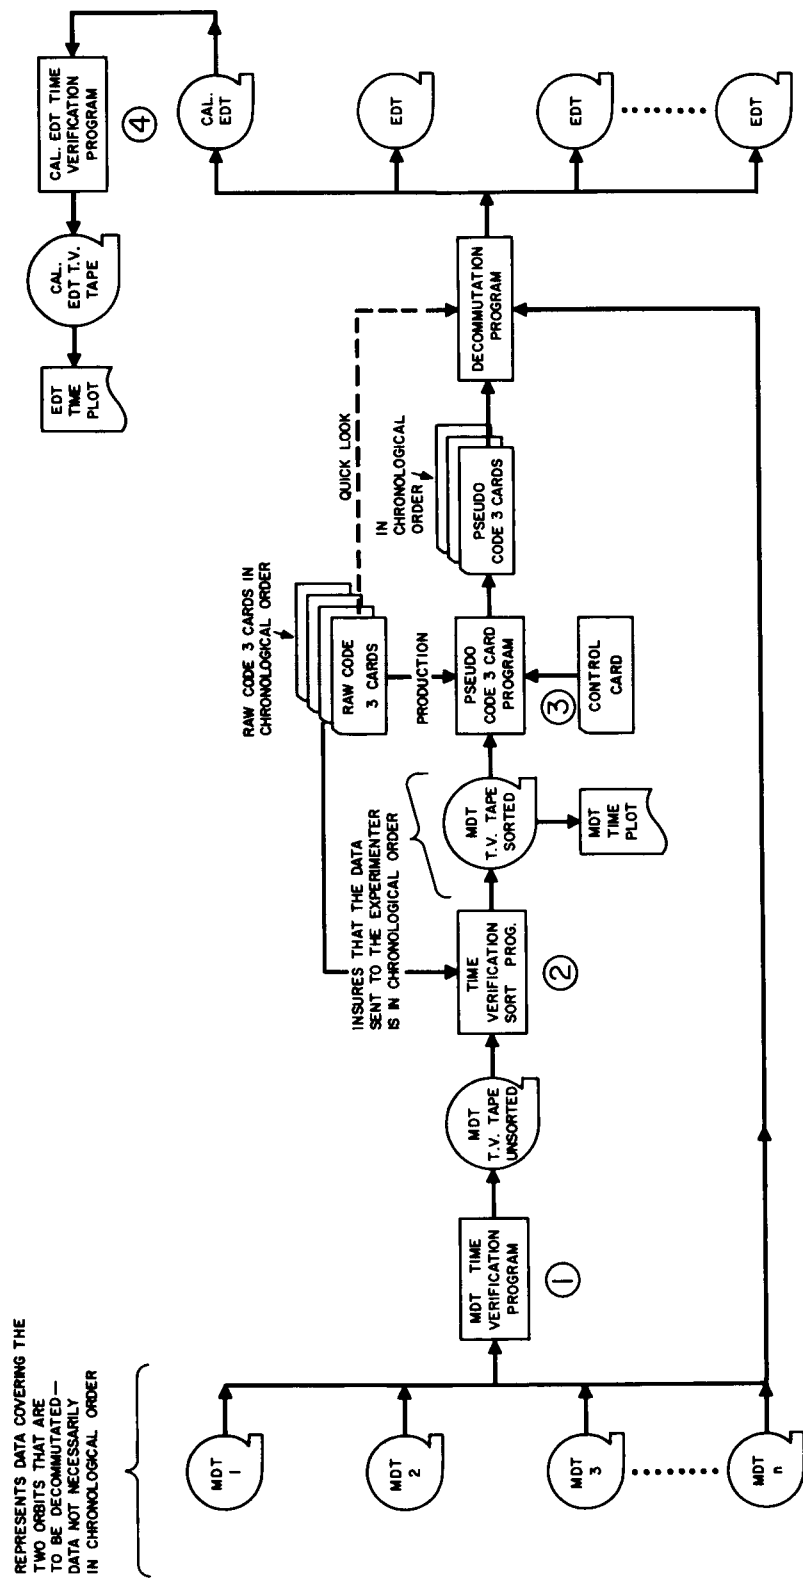 REPRESENTS DATA COVERING THE
TWO ORBITS THAT ARE
TO BE DECOMMUTATED—
DATA NOT NECESSARILY
IN CHRONOLOGICAL ORDER
MDT
1
MDT
2
MDT
3
MDT
n
MDT TIME
VERIFICATION
PROGRAM
1
MDT
T.V. TAPE
UNSORTED
INSURES THAT THE DATA
SENT TO THE EXPERIMENTER
IS IN CHRONOLOGICAL ORDER
TIME
VERIFICATION
SORT PROG.
2
MDT
T.V. TAPE
SORTED
MDT
TIME
PLOT
RAW CODE 3 CARDS IN
CHRONOLOGICAL ORDER
RAW CODE
3 CARDS
PRODUCTION
PSEUDO
CODE 3 CARD
PROGRAM
3
CONTROL
CARD
QUICK LOOK
IN
CHRONOLOGICAL
ORDER
PSEUDO
CODE 3 CARDS
DECOMMUTATION
PROGRAM
CAL.
EDT
EDT
EDT
EDT
CAL. EDT TIME
VERIFICATION
PROGRAM
4
CAL.
EDT T.V.
TAPE
EDT
TIME
PLOT